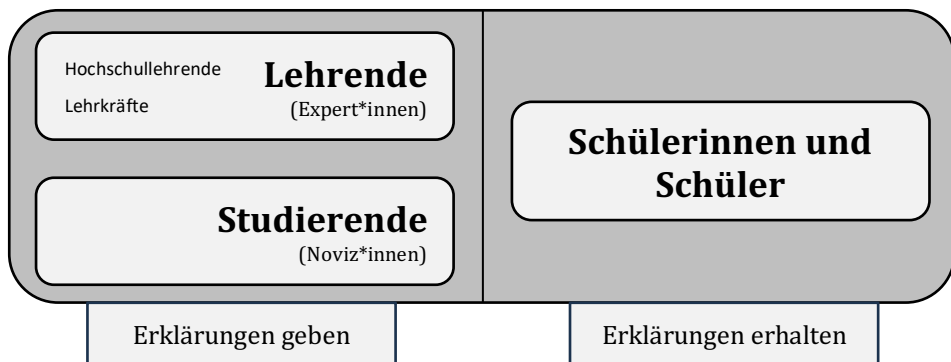 Hochschullehrende
Lehrkräfte
Lehrende
(Expert*innen)
Studierende
(Noviz*innen)
Schülerinnen und
Schüler
Erklärungen geben
Erklärungen erhalten